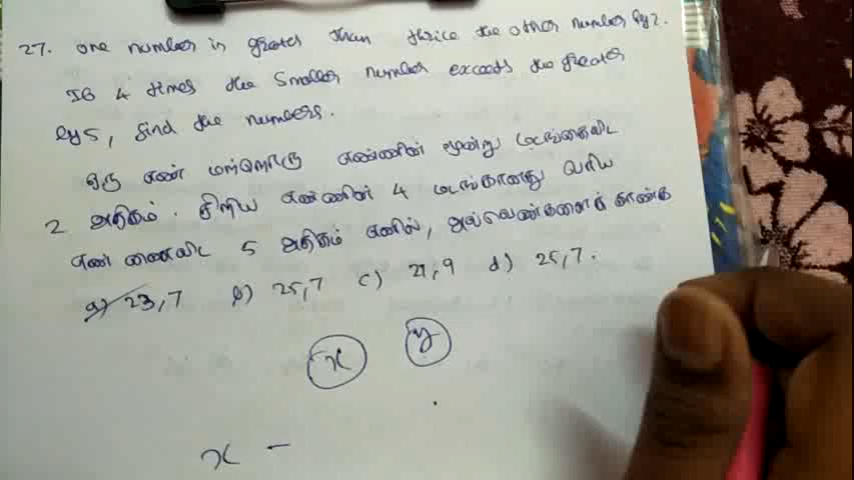 27. One number is greater than thrice the other number by 2.
If 4 times the smaller number exceeds the greater
by 5, find the numbers.
ஒரு எண் மற்றொரு எண்ணின் மூன்று மடங்கைவிட
2 அதிகம். சிறிய எண்ணின் 4 மடங்கானது பெரிய
எண்ணைவிட 5 அதிகம் எனில், அவ்வெண்களைக் காண்க
a) 23,7 b) 25,7 c) 21,9 d) 25,7.
x y
x -